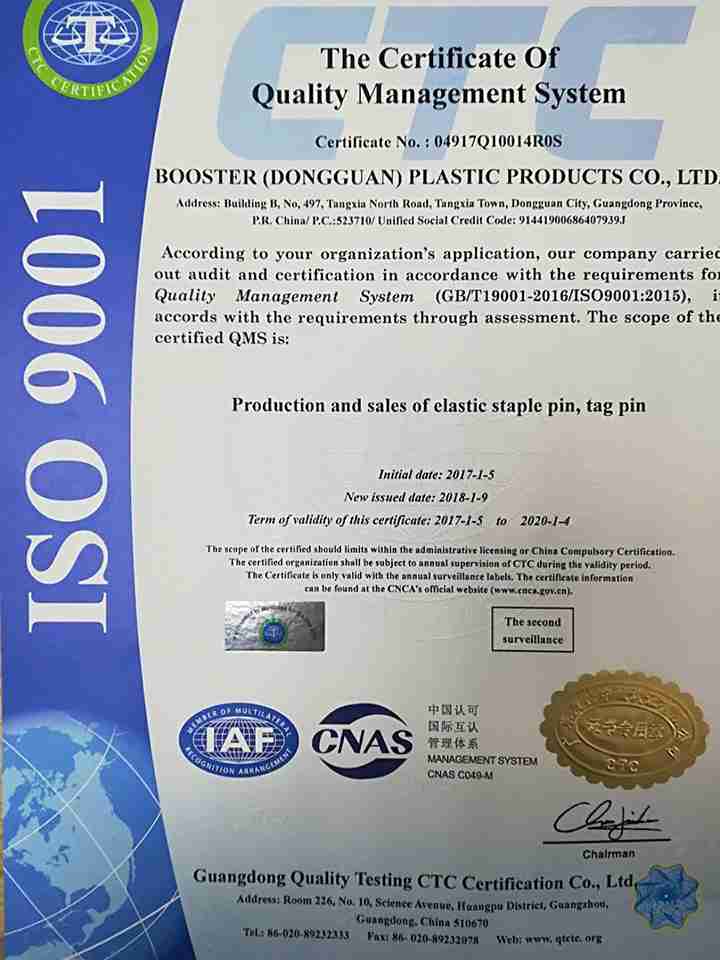 CTC CERTIFICATION
ISO 9001
CTC
The Certificate Of
Quality Management System
Certificate No. : 04917Q10014R0S
BOOSTER (DONGGUAN) PLASTIC PRODUCTS CO., LTD.
Address: Building B, No, 497, Tangxia North Road, Tangxia Town, Dongguan City, Guangdong Province,
P.R. China/ P.C.:523710/ Unified Social Credit Code: 91441900686407939J
According to your organization's application, our company carried
out audit and certification in accordance with the requirements for
Quality Management System (GB/T19001-2016/ISO9001:2015), it
accords with the requirements through assessment. The scope of the
certified QMS is:
Production and sales of elastic staple pin, tag pin
Initial date: 2017-1-5
New issued date: 2018-1-9
Term of validity of this certificate: 2017-1-5 to 2020-1-4
The scope of the certified should limits within the administrative licensing or China Compulsory Certification.
The certified organization shall be subject to annual supervision of CTC during the validity period.
The Certificate is only valid with the annual surveillance labels. The certificate information
can be found at the CNCA's official website (www.cnca.gov.cn).
The second
surveillance
MEMBER OF MULTILATERAL
IAF
RECOGNITION ARRANGEMENT
CNAS
中国认可
国际互认
管理体系
MANAGEMENT SYSTEM
CNAS C049-M
证书专用章
CTC
Chairman
Guangdong Quality Testing CTC Certification Co., Ltd.
Address: Room 226, No. 10, Science Avenue, Huangpu District, Guangzhou,
Guangdong, China 510670
Tel.: 86-020-89232333 Fax: 86- 020-89232078 Web: www. qtctc. org